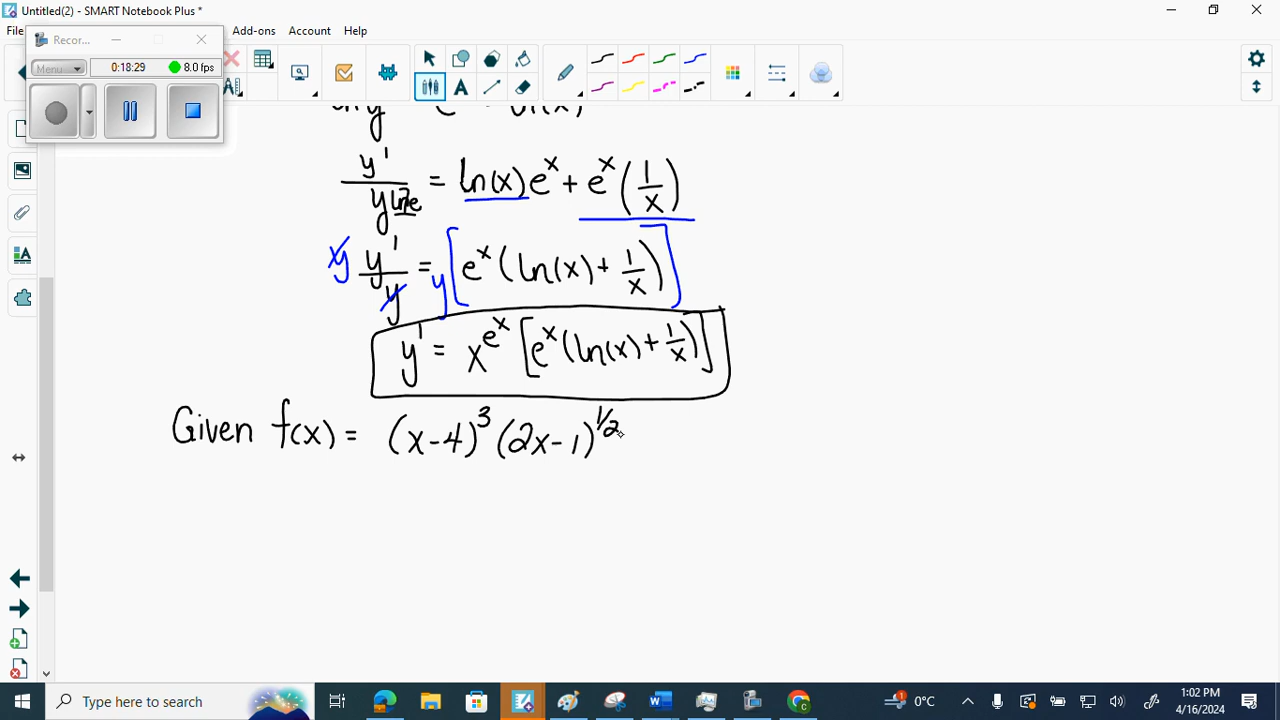 Untitled(2) - SMART Notebook Plus *
File Add-ons Account Help
Recor...
Menu 0:18:29 8.0 fps
y'/(y ln e) = ln(x)e^x + e^x(1/x)
y y'/y = y[e^x(ln(x) + 1/x)]
y' = x^(e^x)[e^x(ln(x) + 1/x)]
Given f(x) = (x-4)^3 (2x-1)^(1/2)
Type here to search
0°C
1:02 PM
4/16/2024